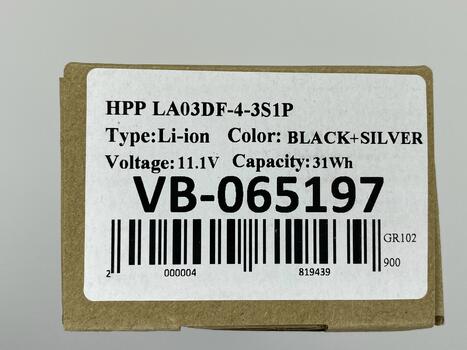 HPP LA03DF-4-3S1P
Type:Li-ion Color: BLACK+SILVER
Voltage:11.1V Capacity:31Wh
VB-065197
GR102
900
2 000004 819439